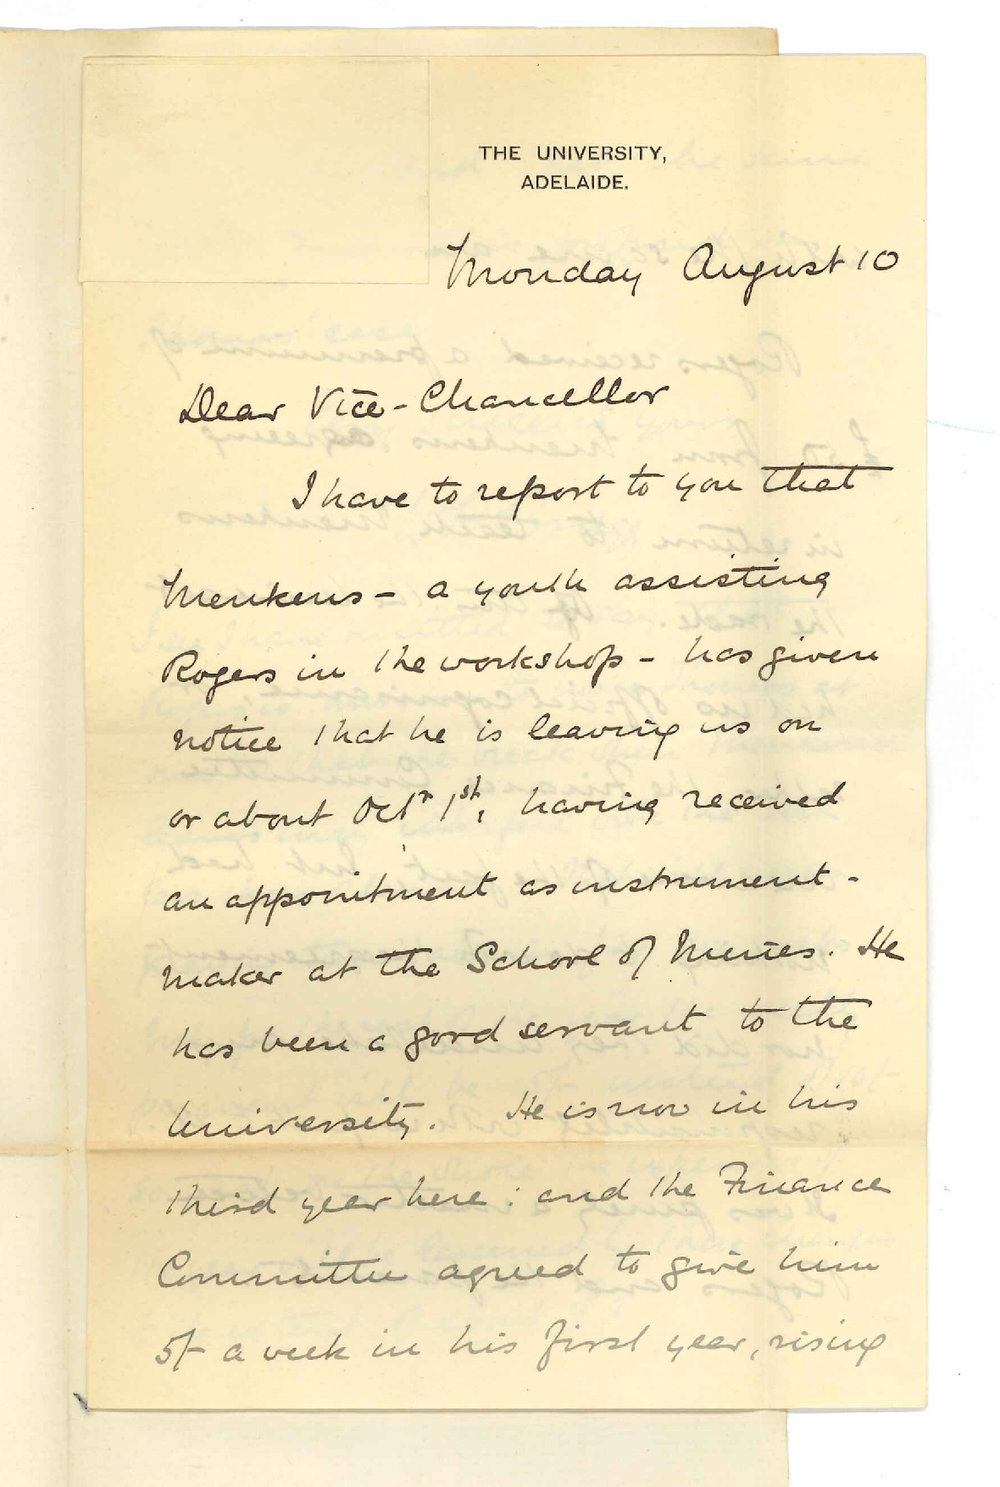 THE UNIVERSITY,
ADELAIDE.
Monday August 10
Dear Vice-Chancellor
I have to report to you that
Menkens - a youth assisting
Rogers in the workshop - has given
notice that he is leaving us on
or about Octr 1st, having received
an appointment as instrument-
maker at the School of Mines. He
has been a good servant to the
University. He is now in his
third year here: and the Finance
Committee agreed to give him
5/- a week in his first year, rising